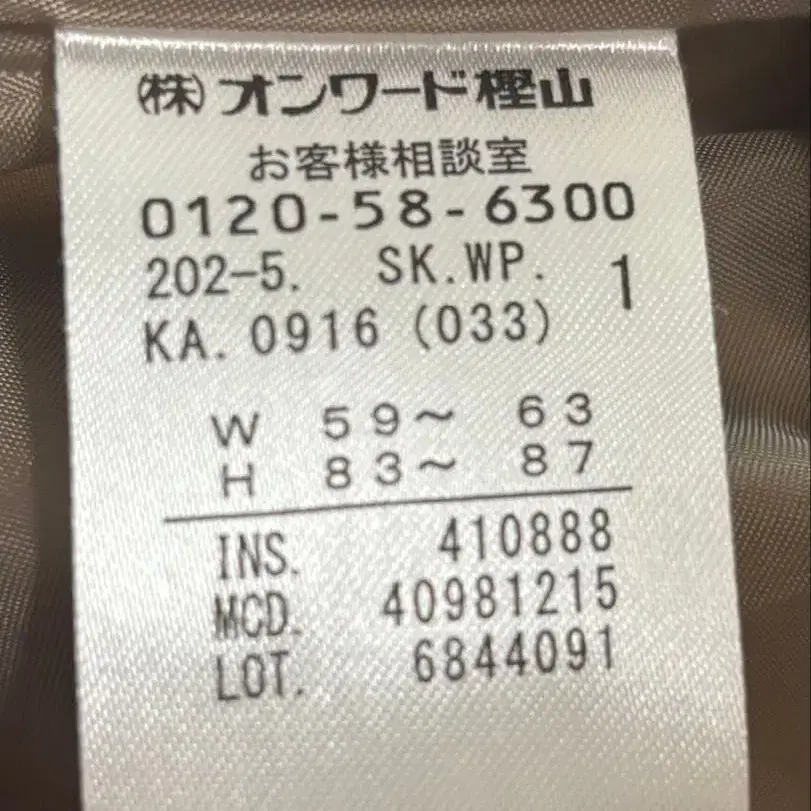 (株)オンワード樫山
お客様相談室
0120-58-6300
202-5. SK.WP. 1
KA.0916 (033)
W 59～ 63
H 83～ 87
INS. 410888
MCD. 40981215
LOT. 6844091